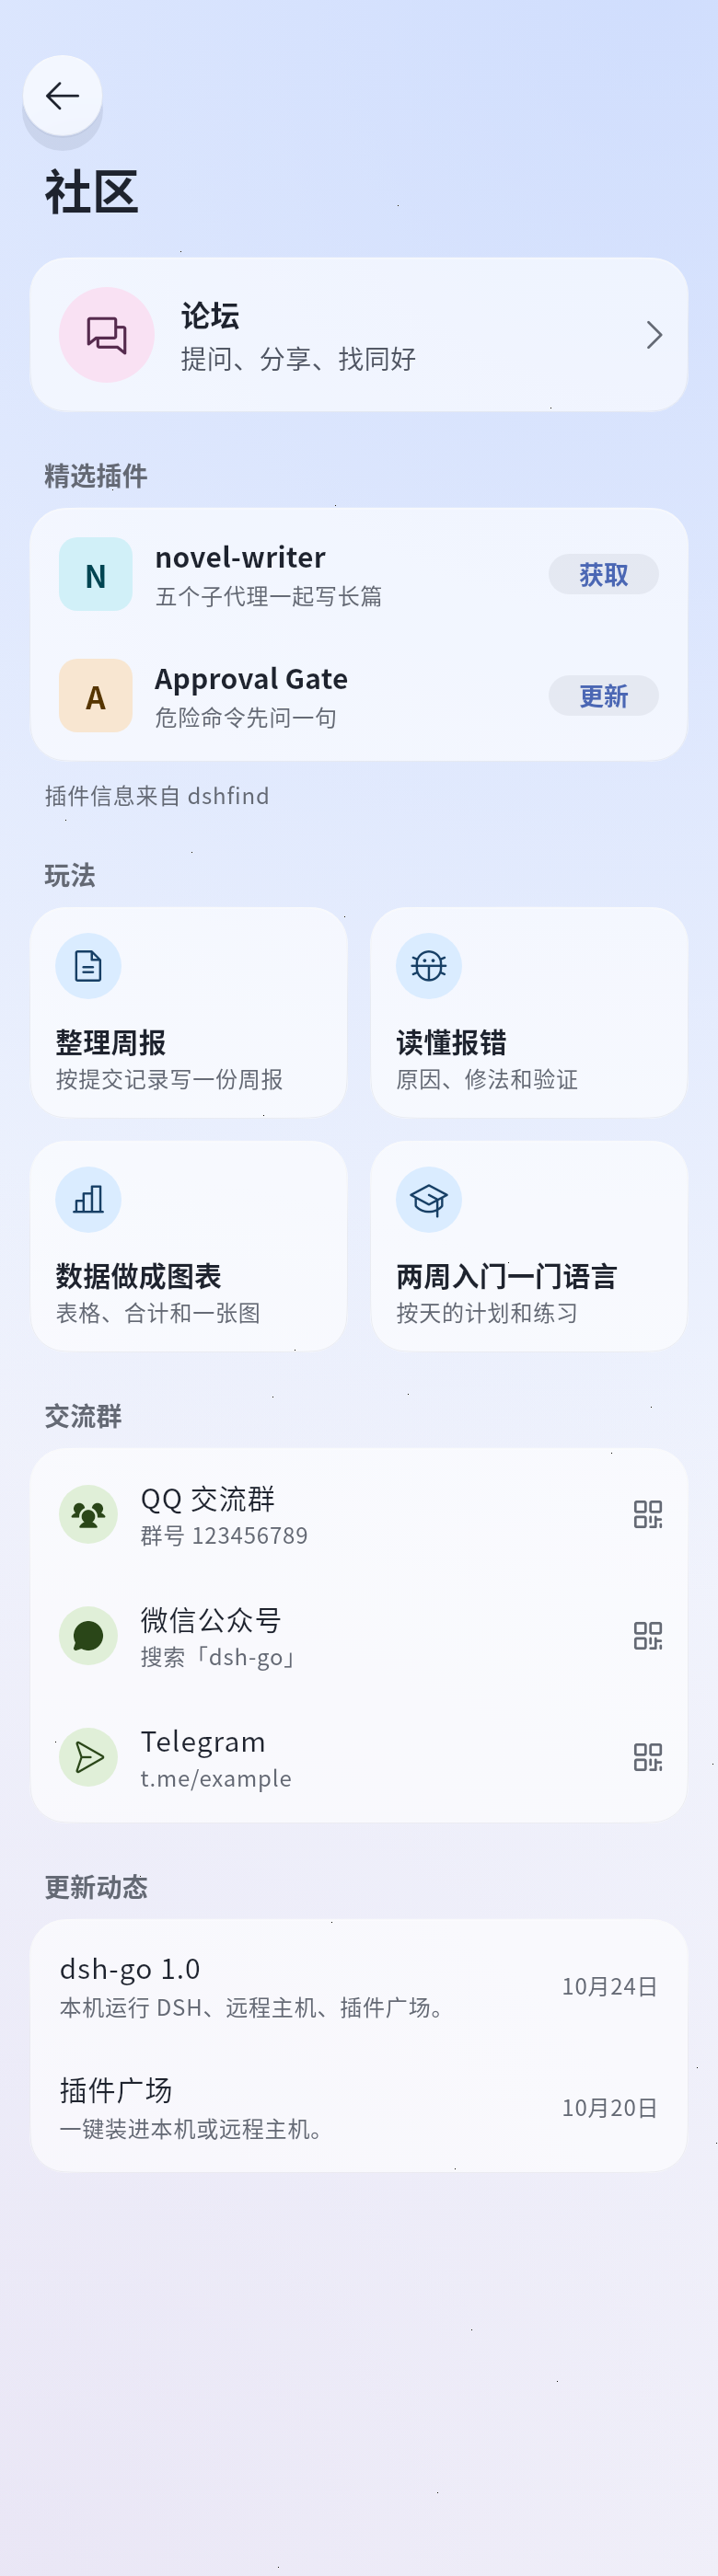 社区
论坛
提问、分享、找同好
精选插件
N
novel-writer
五个子代理一起写长篇
获取
A
Approval Gate
危险命令先问一句
更新
插件信息来自 dshfind
玩法
整理周报
按提交记录写一份周报
读懂报错
原因、修法和验证
数据做成图表
表格、合计和一张图
两周入门一门语言
按天的计划和练习
交流群
QQ 交流群
群号 123456789
微信公众号
搜索「dsh-go」
Telegram
t.me/example
更新动态
dsh-go 1.0
本机运行 DSH、远程主机、插件广场。
10月24日
插件广场
一键装进本机或远程主机。
10月20日